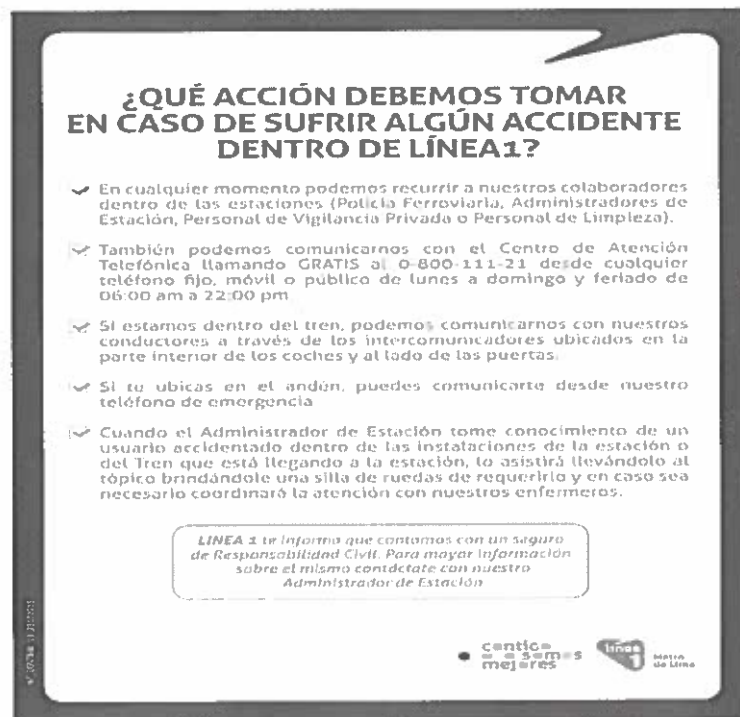 ¿QUÉ ACCIÓN DEBEMOS TOMAR
EN CASO DE SUFRIR ALGÚN ACCIDENTE
DENTRO DE LÍNEA1?
En cualquier momento podemos recurrir a nuestros colaboradores
dentro de las estaciones (Policía Ferroviaria, Administradores de
Estación, Personal de Vigilancia Privada o Personal de Limpieza).
También podemos comunicarnos con el Centro de Atención
Telefónica llamando GRATIS al 0-800-111-21 desde cualquier
teléfono fijo, móvil o público de lunes a domingo y feriado de
06:00 am a 22:00 pm
Si estamos dentro del tren, podemos comunicarnos con nuestros
conductores a través de los intercomunicadores ubicados en la
parte interior de los coches y al lado de las puertas.
Si te ubicas en el andén, puedes comunicarte desde nuestro
teléfono de emergencia
Cuando el Administrador de Estación tome conocimiento de un
usuario accidentado dentro de las instalaciones de la estación o
del Tren que está llegando a la estación, lo asistirá llevándolo al
tópico brindándole una silla de ruedas de requerirlo y en caso sea
necesario coordinará la atención con nuestros enfermeros.
LINEA 1 te informa que contamos con un seguro
de Responsabilidad Civil. Para mayor información
sobre el mismo contáctate con nuestro
Administrador de Estación
contigo
somos
mejores
línea
1
Metro
de Lima